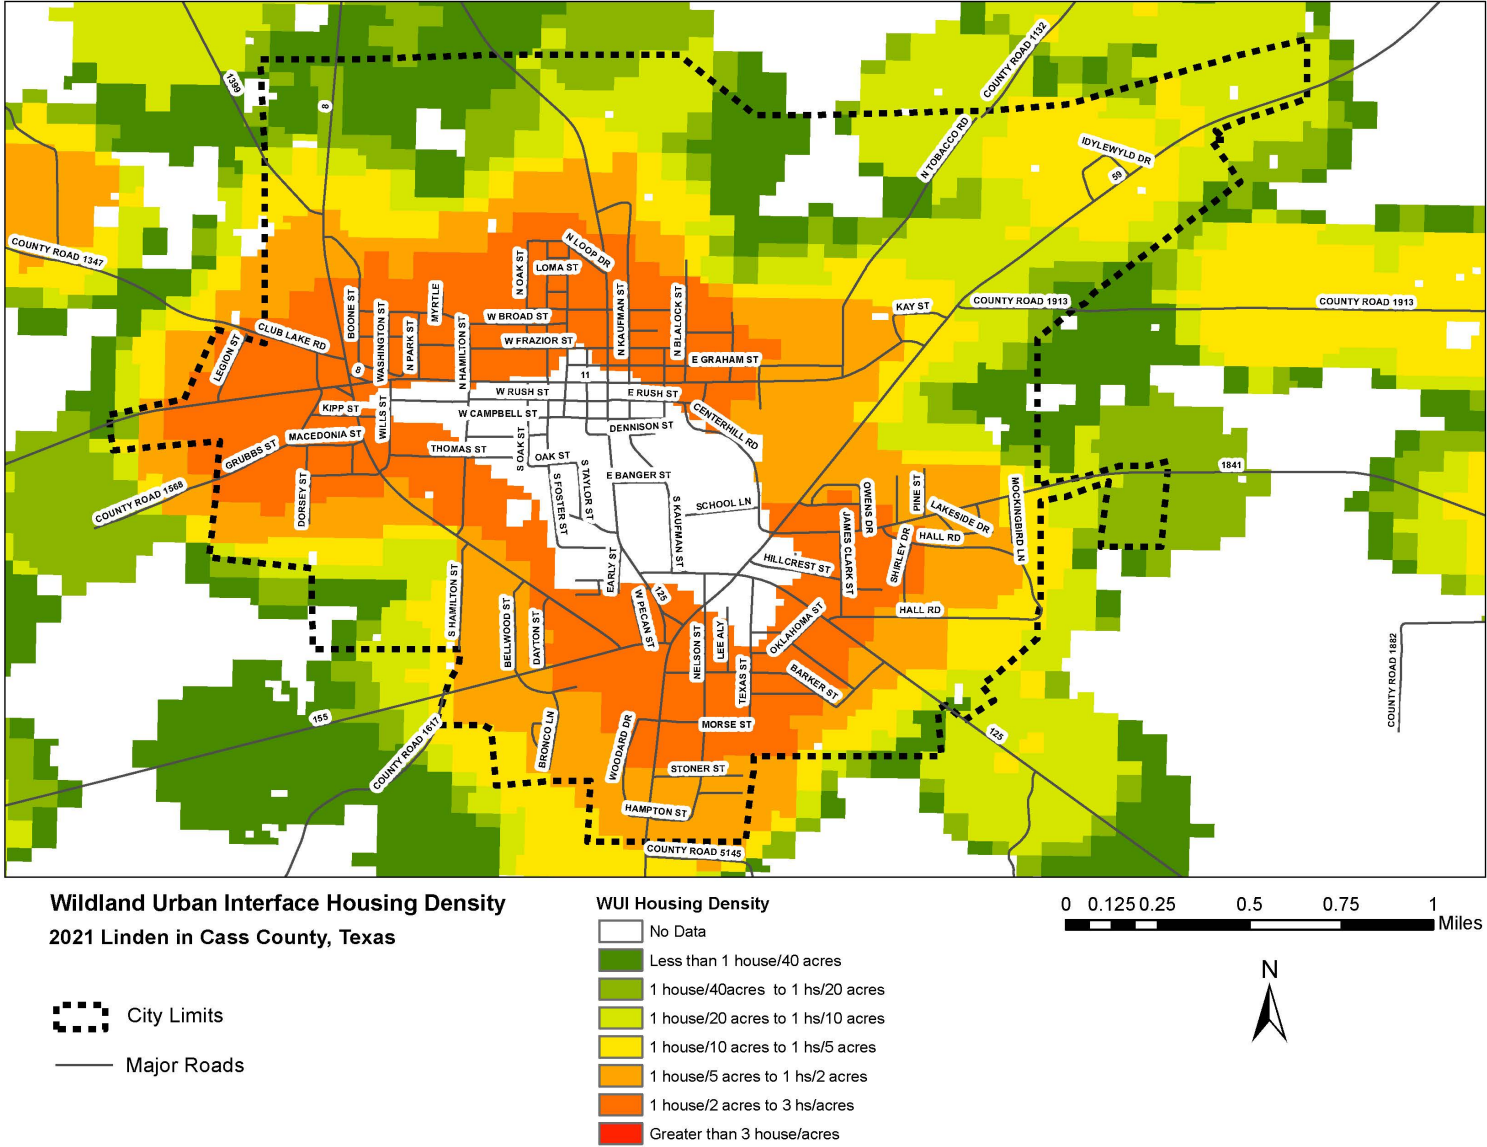 COUNTY ROAD 1132
1399
8
N TOBACCO RD
IDYLEWYLD DR
59
COUNTY ROAD 1347
N LOOP DR
N OAK ST
LOMA ST
MYRTLE
BOONE ST
WASHINGTON ST
N PARK ST
N HAMILTON ST
W BROAD ST
N KAUFMAN ST
N BLALOCK ST
KAY ST
COUNTY ROAD 1913
COUNTY ROAD 1913
CLUB LAKE RD
LEGION ST
W FRAZIOR ST
E GRAHAM ST
8
11
W RUSH ST
E RUSH ST
KIPP ST
WILLS ST
W CAMPBELL ST
CENTERHILL RD
DENNISON ST
MACEDONIA ST
GRUBBS ST
THOMAS ST
S OAK ST
OAK ST
S TAYLOR ST
S FOSTER ST
E BANGER ST
1841
COUNTY ROAD 1568
DORSEY ST
S KAUFMAN ST
SCHOOL LN
OWENS DR
PINE ST
LAKESIDE DR
MOCKINGBIRD LN
JAMES CLARK ST
SHIRLEY DR
HALL RD
HILLCREST ST
EARLY ST
S HAMILTON ST
BELLWOOD ST
DAYTON ST
W PECAN ST
125
NELSON ST
LEE ALY
TEXAS ST
OKLAHOMA ST
HALL RD
BARKER ST
COUNTY ROAD 1882
155
COUNTY ROAD 1617
BRONCO LN
WOODARD DR
MORSE ST
125
STONER ST
HAMPTON ST
COUNTY ROAD 5145
Wildland Urban Interface Housing Density
2021 Linden in Cass County, Texas
City Limits
Major Roads
WUI Housing Density
No Data
Less than 1 house/40 acres
1 house/40acres to 1 hs/20 acres
1 house/20 acres to 1 hs/10 acres
1 house/10 acres to 1 hs/5 acres
1 house/5 acres to 1 hs/2 acres
1 house/2 acres to 3 hs/acres
Greater than 3 house/acres
0 0.125 0.25 0.5 0.75 1
Miles
N